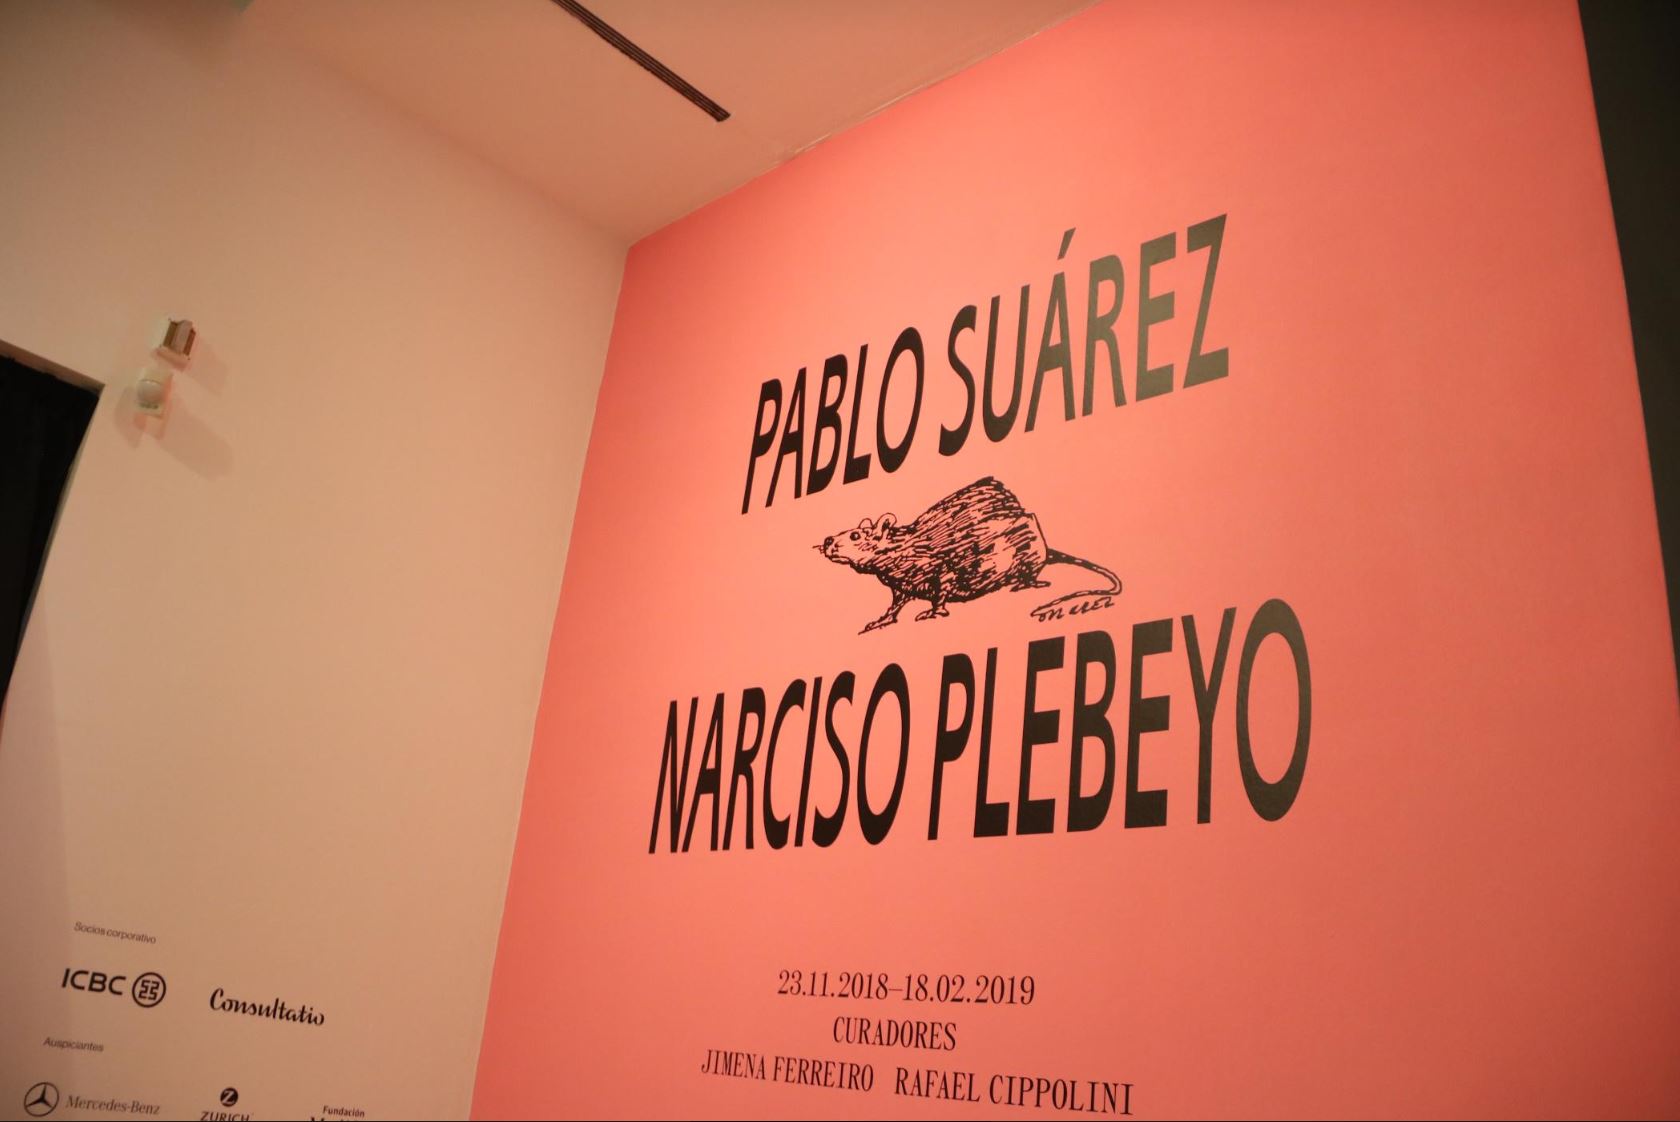 PABLO SUÁREZ
NARCISO PLEBEYO
23.11.2018–18.02.2019
CURADORES
JIMENA FERREIRO RAFAEL CIPPOLINI
Socios corporativo
ICBC
Consultatio
Auspiciantes
Mercedes-Benz
ZURICH
Fundación